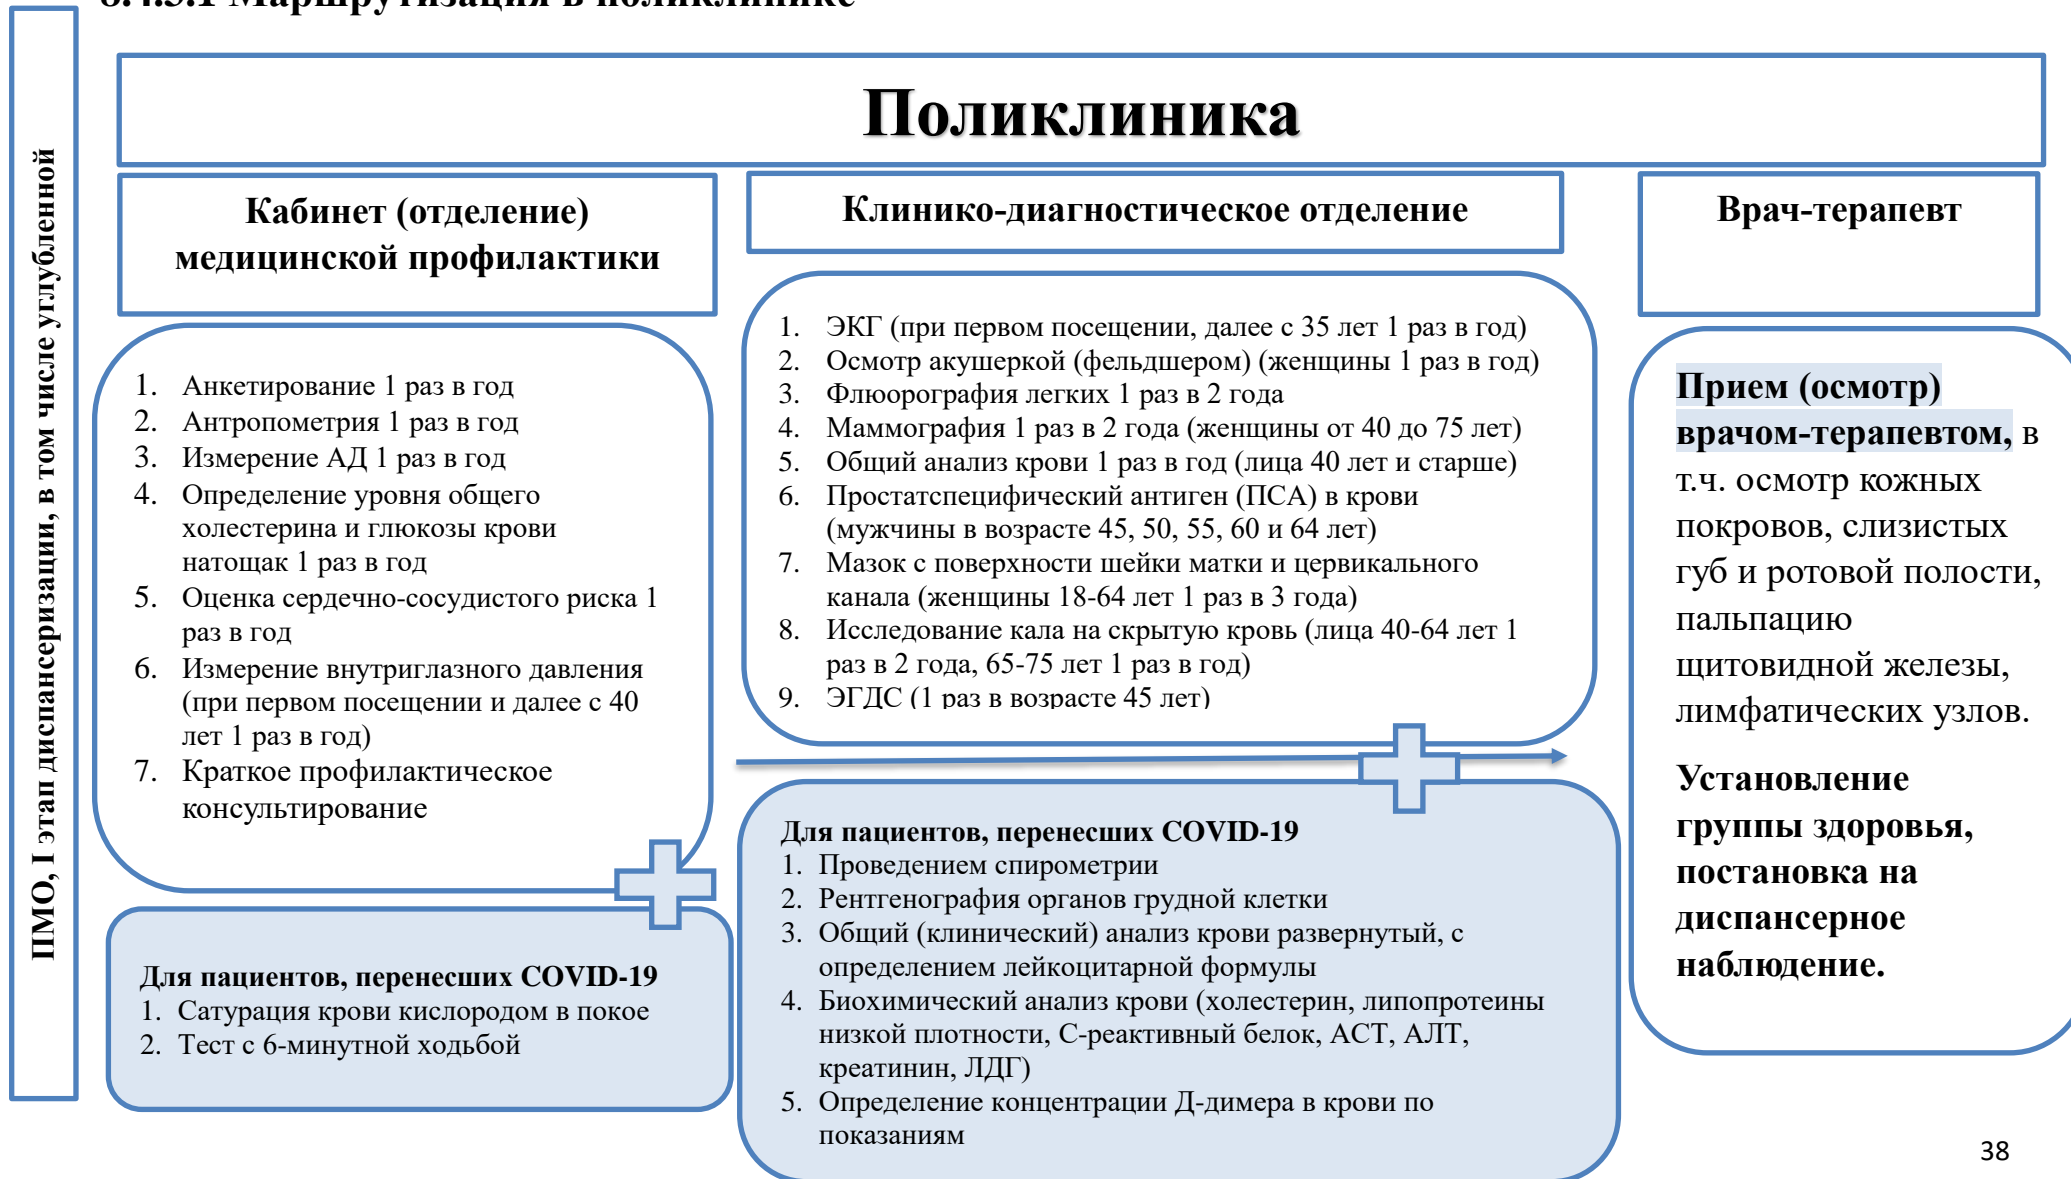 8.4.3.1 Маршрутизация в поликлинике
ПМО, I этап диспансеризации, в том числе углубленной
Поликлиника
Кабинет (отделение)
медицинской профилактики
1. Анкетирование 1 раз в год
2. Антропометрия 1 раз в год
3. Измерение АД 1 раз в год
4. Определение уровня общего
холестерина и глюкозы крови
натощак 1 раз в год
5. Оценка сердечно-сосудистого риска 1
раз в год
6. Измерение внутриглазного давления
(при первом посещении и далее с 40
лет 1 раз в год)
7. Краткое профилактическое
консультирование
Для пациентов, перенесших COVID-19
1. Сатурация крови кислородом в покое
2. Тест с 6-минутной ходьбой
Клинико-диагностическое отделение
1. ЭКГ (при первом посещении, далее с 35 лет 1 раз в год)
2. Осмотр акушеркой (фельдшером) (женщины 1 раз в год)
3. Флюорография легких 1 раз в 2 года
4. Маммография 1 раз в 2 года (женщины от 40 до 75 лет)
5. Общий анализ крови 1 раз в год (лица 40 лет и старше)
6. Простатспецифический антиген (ПСА) в крови
(мужчины в возрасте 45, 50, 55, 60 и 64 лет)
7. Мазок с поверхности шейки матки и цервикального
канала (женщины 18-64 лет 1 раз в 3 года)
8. Исследование кала на скрытую кровь (лица 40-64 лет 1
раз в 2 года, 65-75 лет 1 раз в год)
9. ЭГДС (1 раз в возрасте 45 лет)
Для пациентов, перенесших COVID-19
1. Проведением спирометрии
2. Рентгенография органов грудной клетки
3. Общий (клинический) анализ крови развернутый, с
определением лейкоцитарной формулы
4. Биохимический анализ крови (холестерин, липопротеины
низкой плотности, С-реактивный белок, АСТ, АЛТ,
креатинин, ЛДГ)
5. Определение концентрации Д-димера в крови по
показаниям
Врач-терапевт
Прием (осмотр)
врачом-терапевтом, в
т.ч. осмотр кожных
покровов, слизистых
губ и ротовой полости,
пальпацию
щитовидной железы,
лимфатических узлов.
Установление
группы здоровья,
постановка на
диспансерное
наблюдение.
38